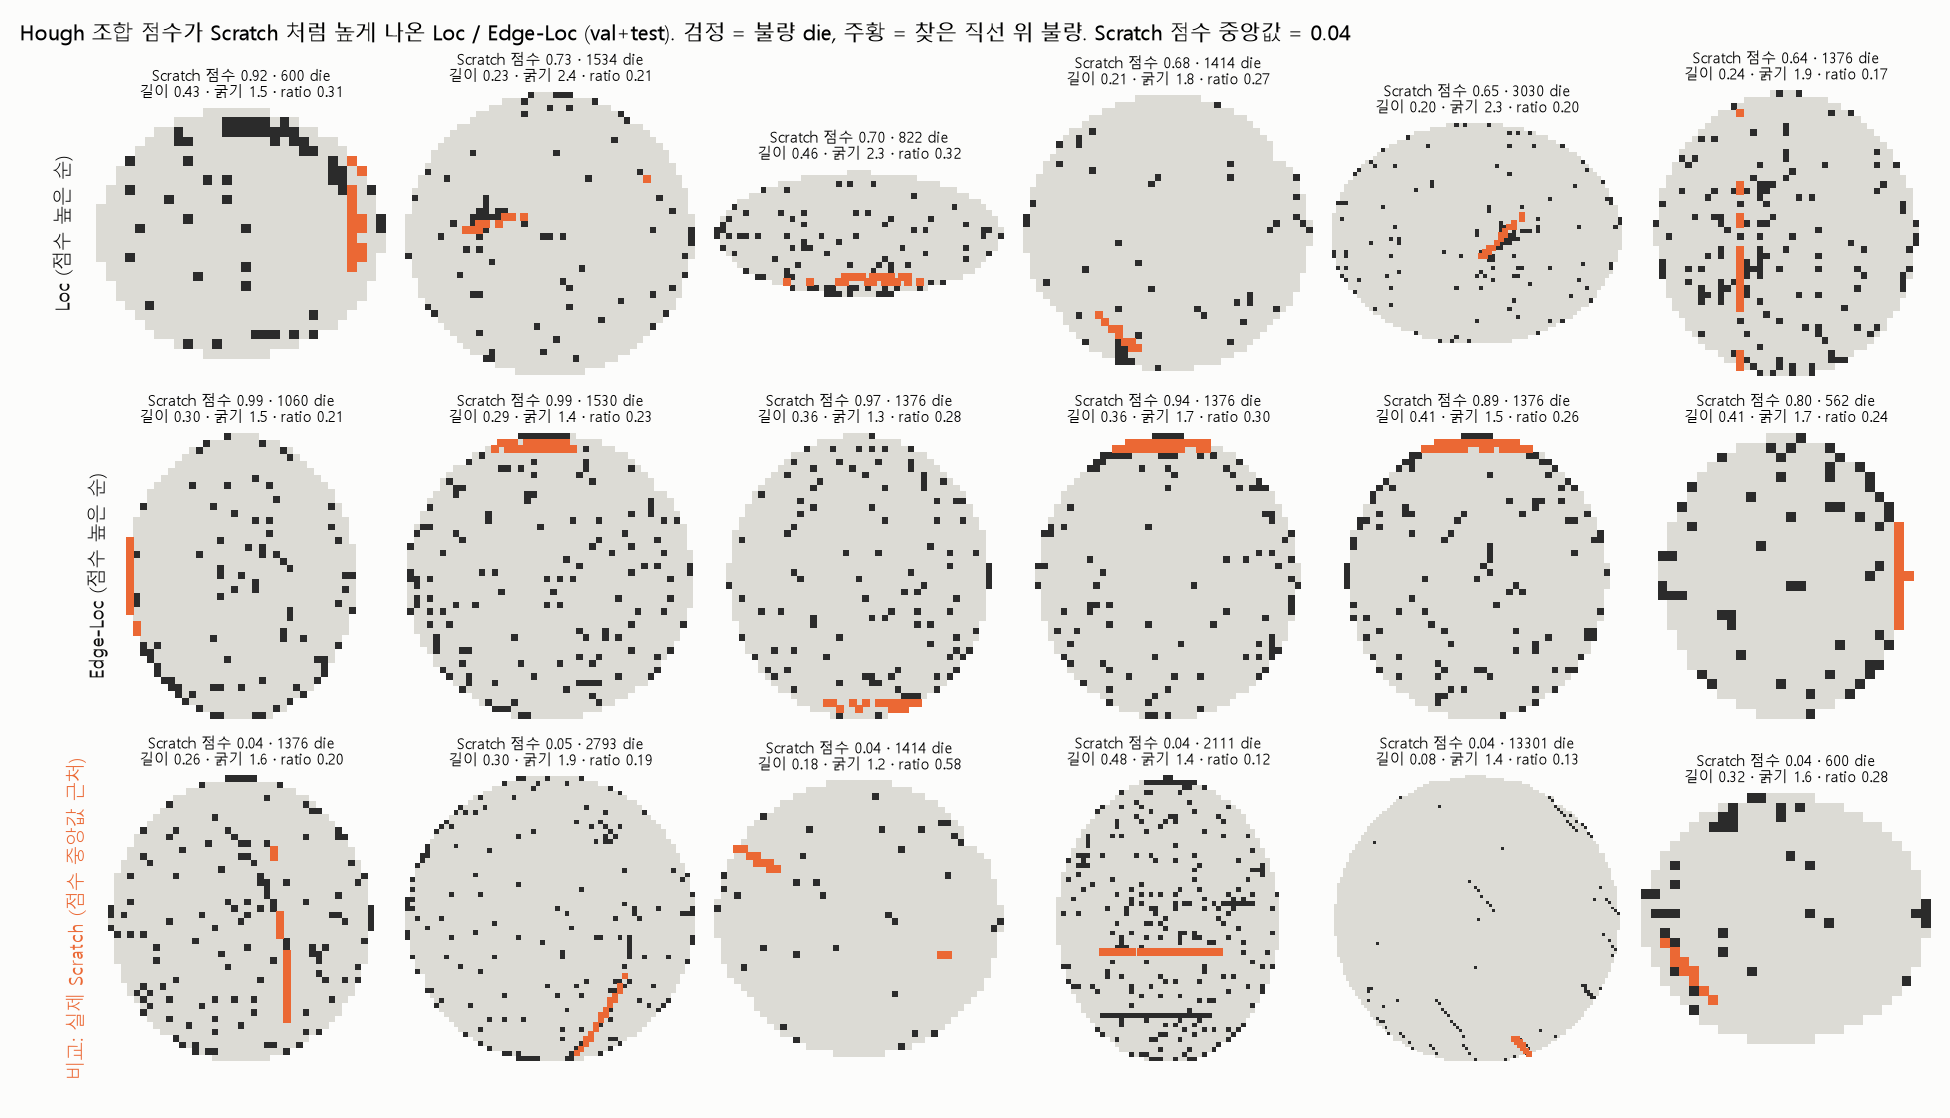 Hough 조합 점수가 Scratch 처럼 높게 나온 Loc / Edge-Loc (val+test). 검정 = 불량 die, 주황 = 찾은 직선 위 불량. Scratch 점수 중앙값 = 0.04
Loc (점수 높은 순)
Scratch 점수 0.92 · 600 die
길이 0.43 · 굵기 1.5 · ratio 0.31
Scratch 점수 0.73 · 1534 die
길이 0.23 · 굵기 2.4 · ratio 0.21
Scratch 점수 0.70 · 822 die
길이 0.46 · 굵기 2.3 · ratio 0.32
Scratch 점수 0.68 · 1414 die
길이 0.21 · 굵기 1.8 · ratio 0.27
Scratch 점수 0.65 · 3030 die
길이 0.20 · 굵기 2.3 · ratio 0.20
Scratch 점수 0.64 · 1376 die
길이 0.24 · 굵기 1.9 · ratio 0.17
Edge-Loc (점수 높은 순)
Scratch 점수 0.99 · 1060 die
길이 0.30 · 굵기 1.5 · ratio 0.21
Scratch 점수 0.99 · 1530 die
길이 0.29 · 굵기 1.4 · ratio 0.23
Scratch 점수 0.97 · 1376 die
길이 0.36 · 굵기 1.3 · ratio 0.28
Scratch 점수 0.94 · 1376 die
길이 0.36 · 굵기 1.7 · ratio 0.30
Scratch 점수 0.89 · 1376 die
길이 0.41 · 굵기 1.5 · ratio 0.26
Scratch 점수 0.80 · 562 die
길이 0.41 · 굵기 1.7 · ratio 0.24
비교: 실제 Scratch (점수 중앙값 근처)
Scratch 점수 0.04 · 1376 die
길이 0.26 · 굵기 1.6 · ratio 0.20
Scratch 점수 0.05 · 2793 die
길이 0.30 · 굵기 1.9 · ratio 0.19
Scratch 점수 0.04 · 1414 die
길이 0.18 · 굵기 1.2 · ratio 0.58
Scratch 점수 0.04 · 2111 die
길이 0.48 · 굵기 1.4 · ratio 0.12
Scratch 점수 0.04 · 13301 die
길이 0.08 · 굵기 1.4 · ratio 0.13
Scratch 점수 0.04 · 600 die
길이 0.32 · 굵기 1.6 · ratio 0.28